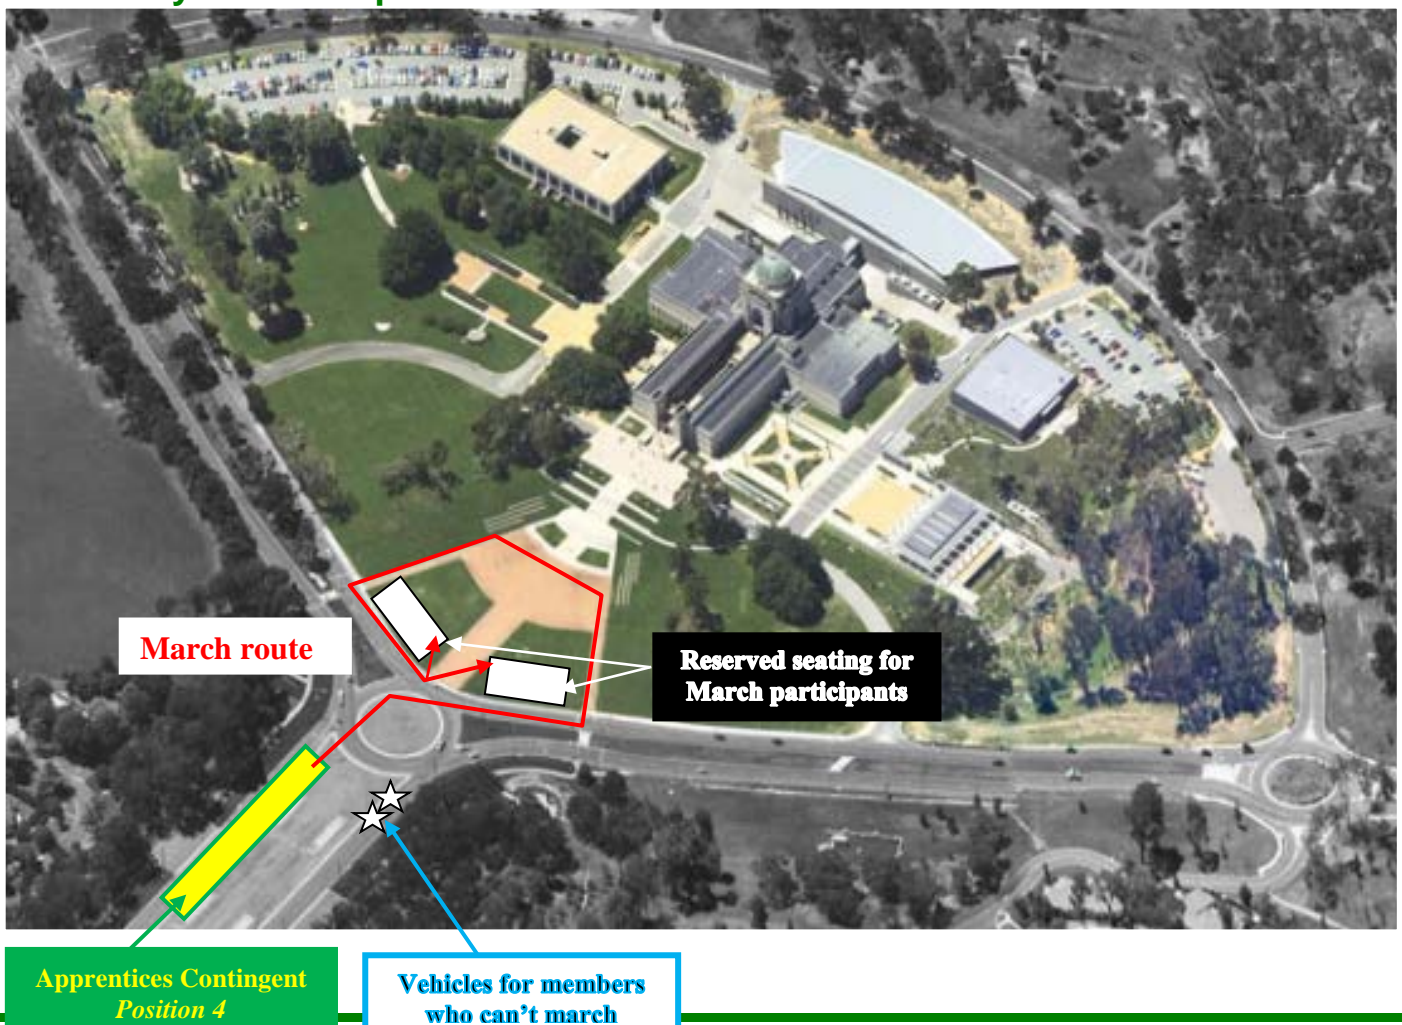 March route
Reserved seating for
March participants
Apprentices Contingent
Position 4
Vehicles for members
who can't march